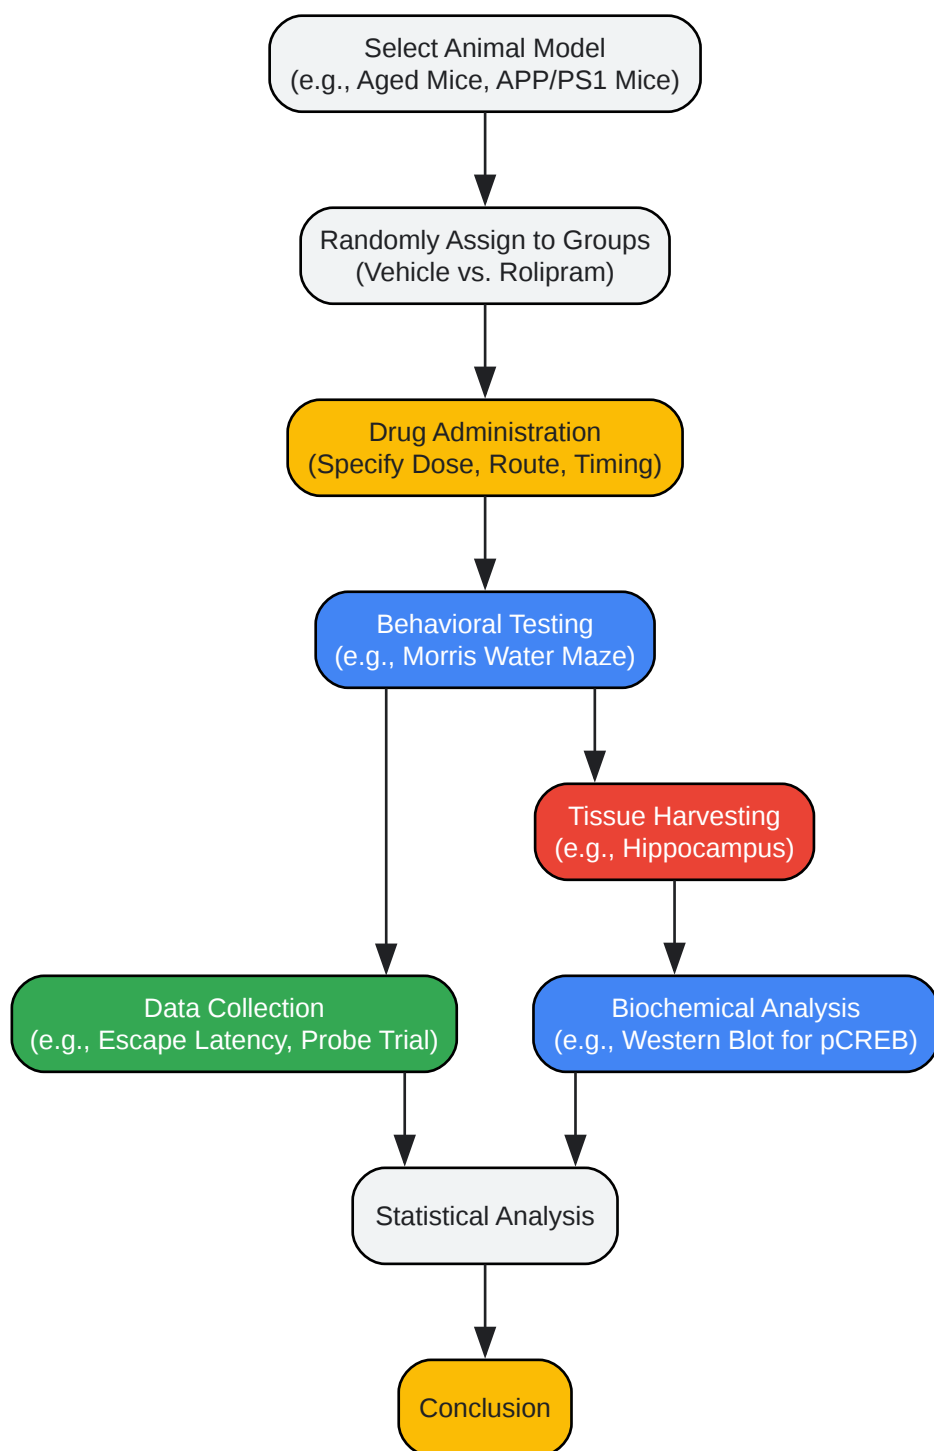 Select Animal Model
(e.g., Aged Mice, APP/PS1 Mice)
Randomly Assign to Groups
(Vehicle vs. Rolipram)
Drug Administration
(Specify Dose, Route, Timing)
Behavioral Testing
(e.g., Morris Water Maze)
Tissue Harvesting
(e.g., Hippocampus)
Data Collection
(e.g., Escape Latency, Probe Trial)
Biochemical Analysis
(e.g., Western Blot for pCREB)
Statistical Analysis
Conclusion